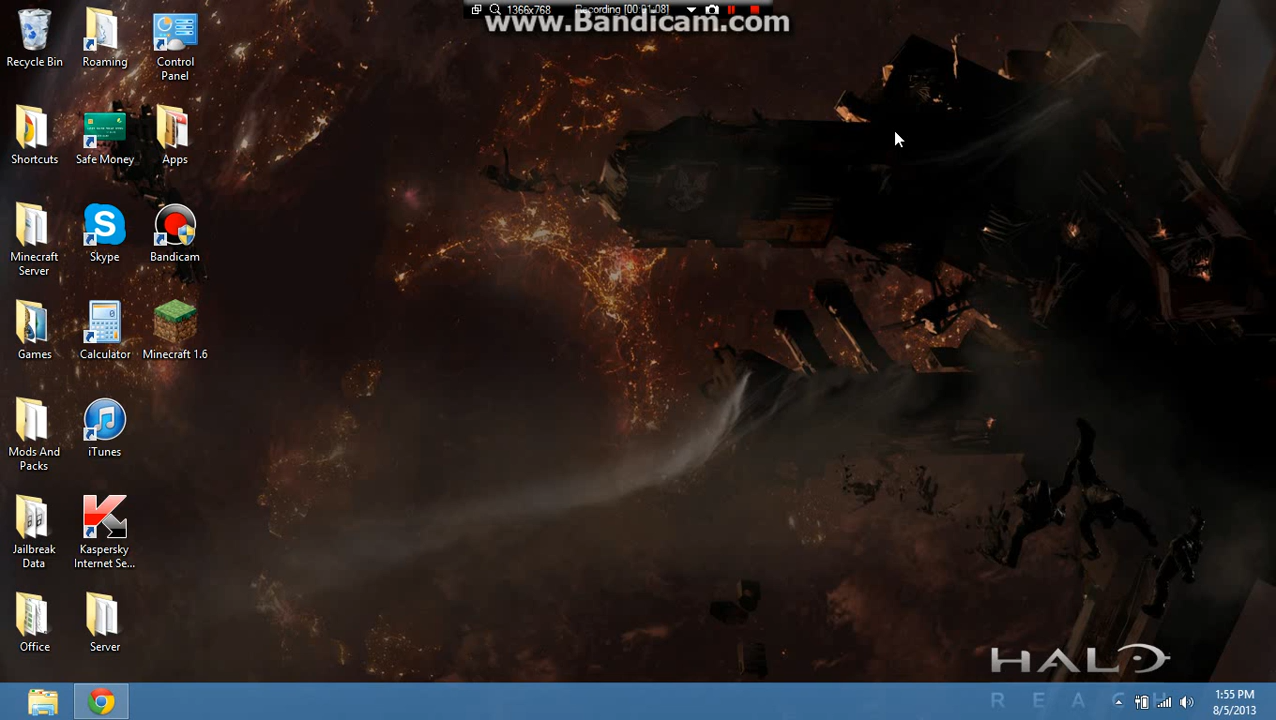 1366x768 Recording [00:01:08]
www.Bandicam.com
Recycle Bin
Roaming
Control Panel
Shortcuts
Safe Money
Apps
Minecraft Server
Skype
Bandicam
Games
Calculator
Minecraft 1.6
Mods And Packs
iTunes
Jailbreak Data
Kaspersky Internet Se...
Office
Server
HALO
REACH
1:55 PM
8/5/2013